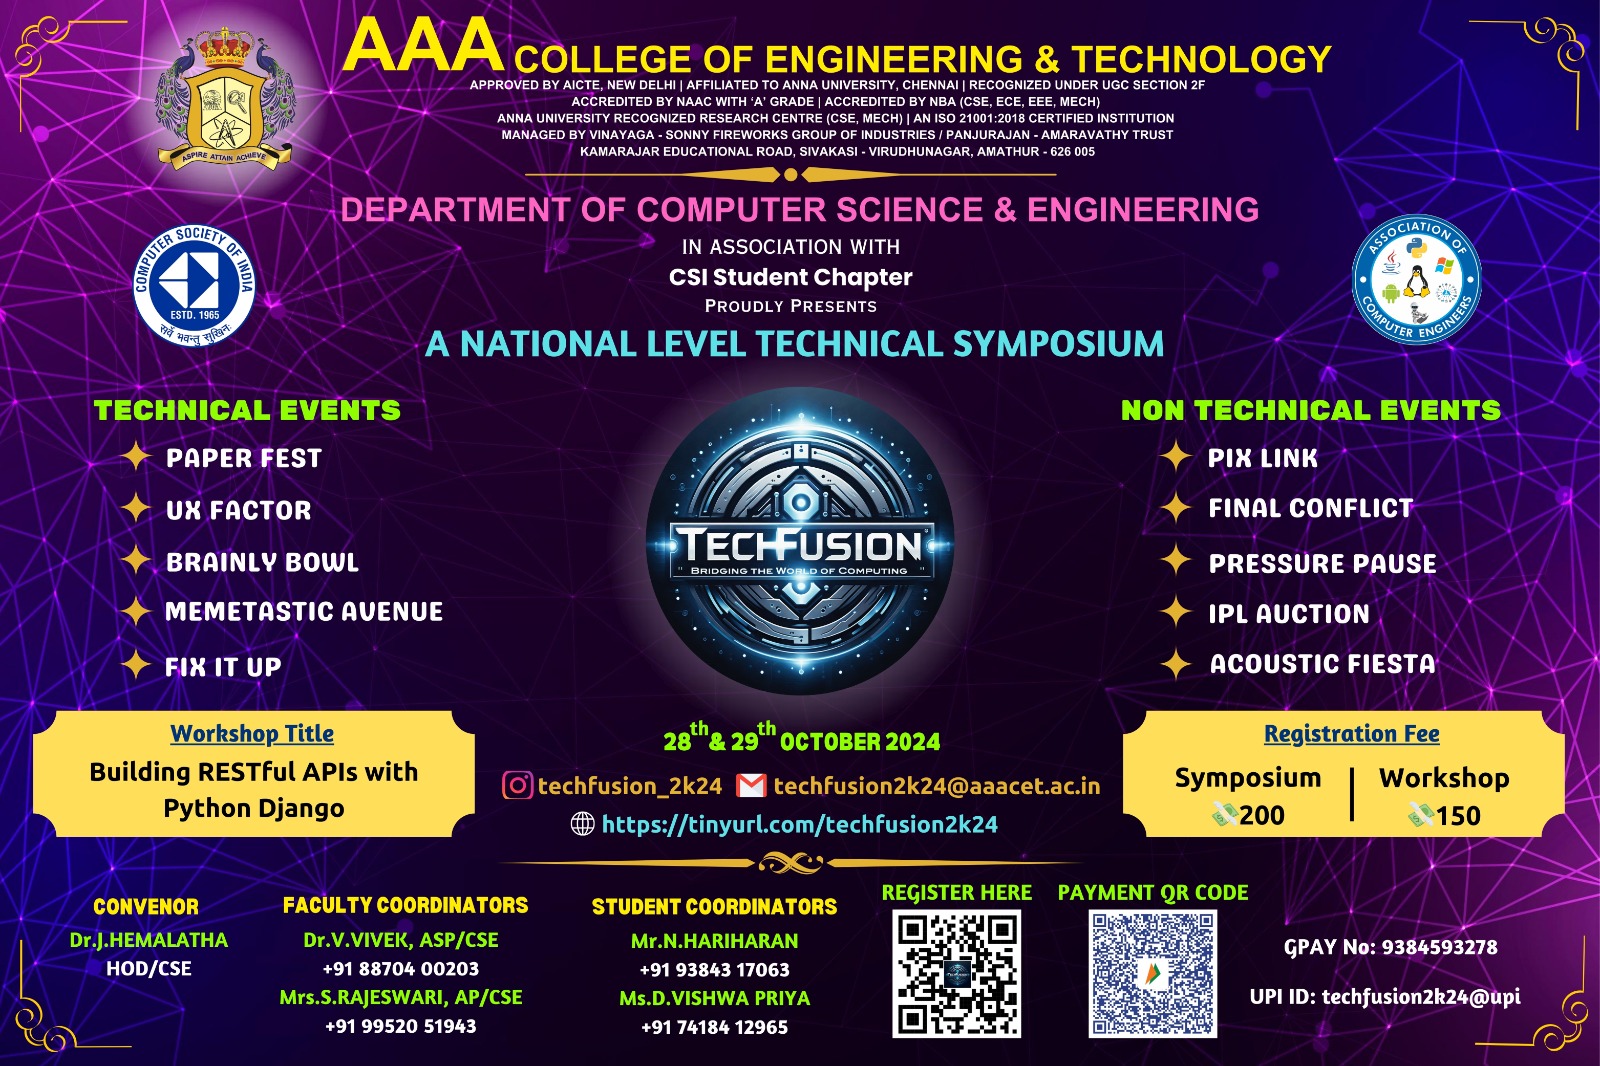 AAA COLLEGE OF ENGINEERING & TECHNOLOGY
APPROVED BY AICTE, NEW DELHI | AFFILIATED TO ANNA UNIVERSITY, CHENNAI | RECOGNIZED UNDER UGC SECTION 2F
ACCREDITED BY NAAC WITH ‘A’ GRADE | ACCREDITED BY NBA (CSE, ECE, EEE, MECH)
ANNA UNIVERSITY RECOGNIZED RESEARCH CENTRE (CSE, MECH) | AN ISO 21001:2018 CERTIFIED INSTITUTION
MANAGED BY VINAYAGA - SONNY FIREWORKS GROUP OF INDUSTRIES / PANJURAJAN - AMARAVATHY TRUST
KAMARAJAR EDUCATIONAL ROAD, SIVAKASI - VIRUDHUNAGAR, AMATHUR - 626 005
ASPIRE ATTAIN ACHIEVE
DEPARTMENT OF COMPUTER SCIENCE & ENGINEERING
IN ASSOCIATION WITH
CSI Student Chapter
PROUDLY PRESENTS
A NATIONAL LEVEL TECHNICAL SYMPOSIUM
COMPUTER SOCIETY OF INDIA
ESTD. 1965
सर्वे भवन्तु सुखिनः
ASSOCIATION OF
COMPUTER ENGINEERS
TECHNICAL EVENTS
PAPER FEST
UX FACTOR
BRAINLY BOWL
MEMETASTIC AVENUE
FIX IT UP
TECHFUSION
" BRIDGING THE WORLD OF COMPUTING "
NON TECHNICAL EVENTS
PIX LINK
FINAL CONFLICT
PRESSURE PAUSE
IPL AUCTION
ACOUSTIC FIESTA
Workshop Title
Building RESTful APIs with
Python Django
28th & 29th OCTOBER 2024
techfusion_2k24 techfusion2k24@aaacet.ac.in
https://tinyurl.com/techfusion2k24
Registration Fee
Symposium | Workshop
200 150
CONVENOR
Dr.J.HEMALATHA
HOD/CSE
FACULTY COORDINATORS
Dr.V.VIVEK, ASP/CSE
+91 88704 00203
Mrs.S.RAJESWARI, AP/CSE
+91 99520 51943
STUDENT COORDINATORS
Mr.N.HARIHARAN
+91 93843 17063
Ms.D.VISHWA PRIYA
+91 74184 12965
REGISTER HERE
TECHFUSION
PAYMENT QR CODE
GPAY No: 9384593278
UPI ID: techfusion2k24@upi